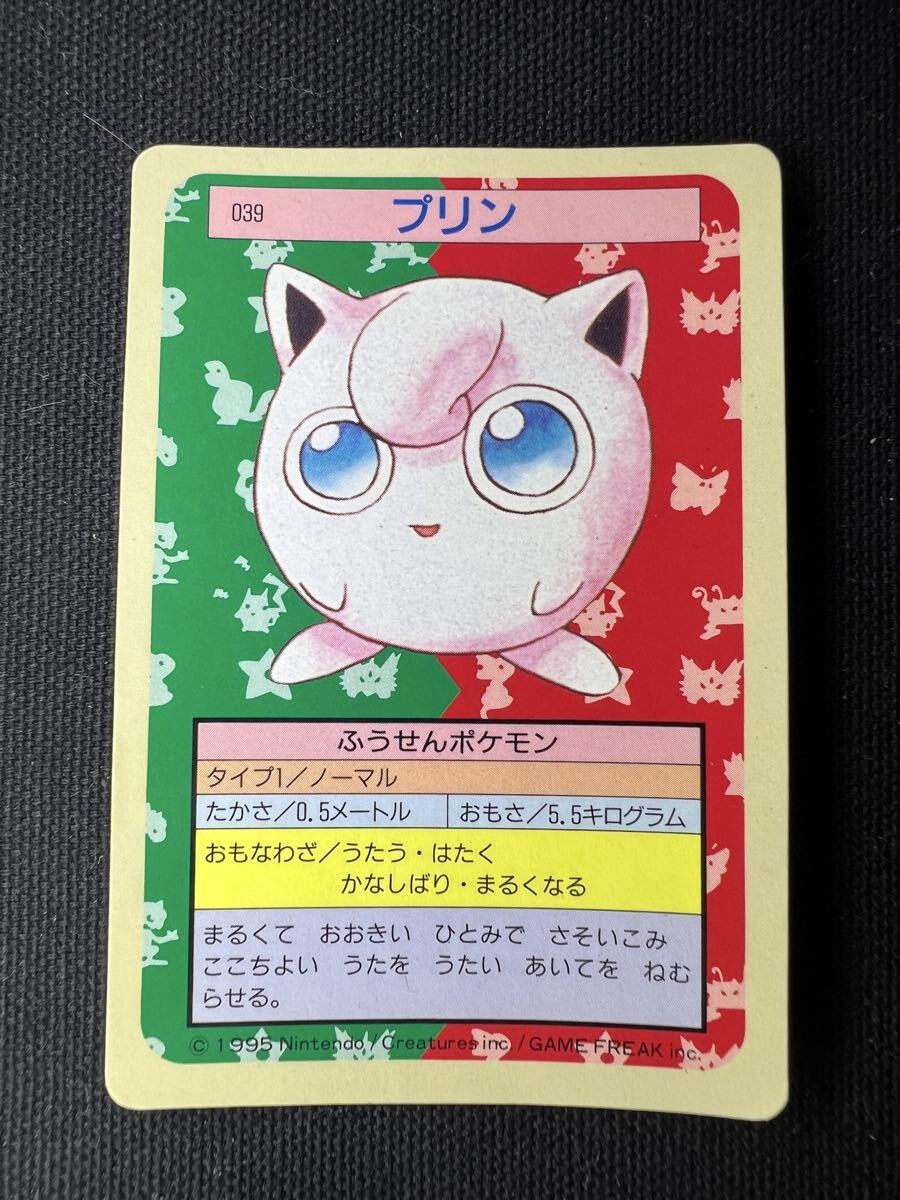 039 プリン
ふうせんポケモン
タイプ1／ノーマル
たかさ／0.5メートル おもさ／5.5キログラム
おもなわざ／うたう・はたく
かなしばり・まるくなる
まるくて おおきい ひとみで さそいこみ
ここちよい うたを うたい あいてを ねむ
らせる。
© 1995 Nintendo / Creatures inc. / GAME FREAK inc.